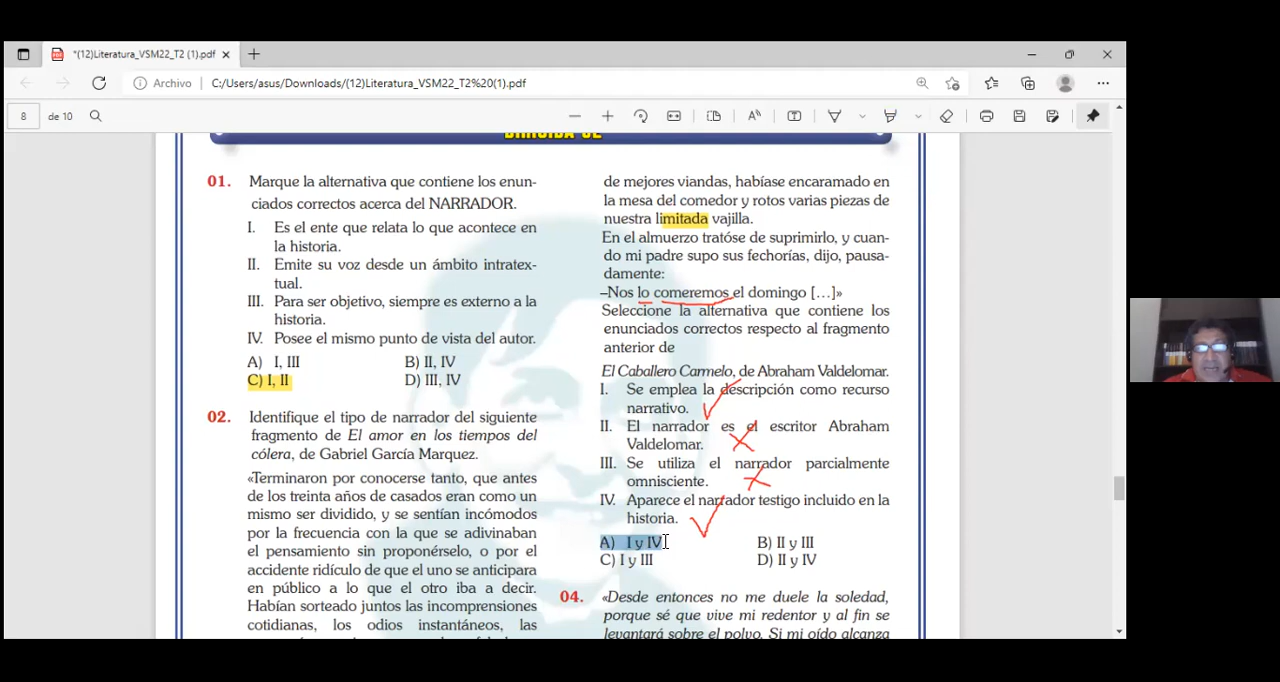 *(12)Literatura_VSM22_T2 (1).pdf
Archivo
C:/Users/asus/Downloads/(12)Literatura_VSM22_T2%20(1).pdf
8
de 10
DIRIGIDA 02
01. Marque la alternativa que contiene los enun-
ciados correctos acerca del NARRADOR.
I. Es el ente que relata lo que acontece en
la historia.
II. Emite su voz desde un ámbito intratex-
tual.
III. Para ser objetivo, siempre es externo a la
historia.
IV. Posee el mismo punto de vista del autor.
A) I, III
B) II, IV
C) I, II
D) III, IV
02. Identifique el tipo de narrador del siguiente
fragmento de El amor en los tiempos del
cólera, de Gabriel García Marquez.
«Terminaron por conocerse tanto, que antes
de los treinta años de casados eran como un
mismo ser dividido, y se sentían incómodos
por la frecuencia con la que se adivinaban
el pensamiento sin proponérselo, o por el
accidente ridículo de que el uno se anticipara
en público a lo que el otro iba a decir.
Habían sorteado juntos las incomprensiones
cotidianas, los odios instantáneos, las
de mejores viandas, habíase encaramado en
la mesa del comedor y rotos varias piezas de
nuestra limitada vajilla.
En el almuerzo tratóse de suprimirlo, y cuan-
do mi padre supo sus fechorías, dijo, pausa-
damente:
–Nos lo comeremos el domingo […]»
Seleccione la alternativa que contiene los
enunciados correctos respecto al fragmento
anterior de
El Caballero Carmelo, de Abraham Valdelomar.
I. Se emplea la descripción como recurso
narrativo.
II. El narrador es el escritor Abraham
Valdelomar.
III. Se utiliza el narrador parcialmente
omnisciente.
IV. Aparece el narrador testigo incluido en la
historia.
A) I y IV
B) II y III
C) I y III
D) II y IV
04. «Desde entonces no me duele la soledad,
porque sé que vive mi redentor y al fin se
levantará sobre el polvo. Si mi oído alcanza